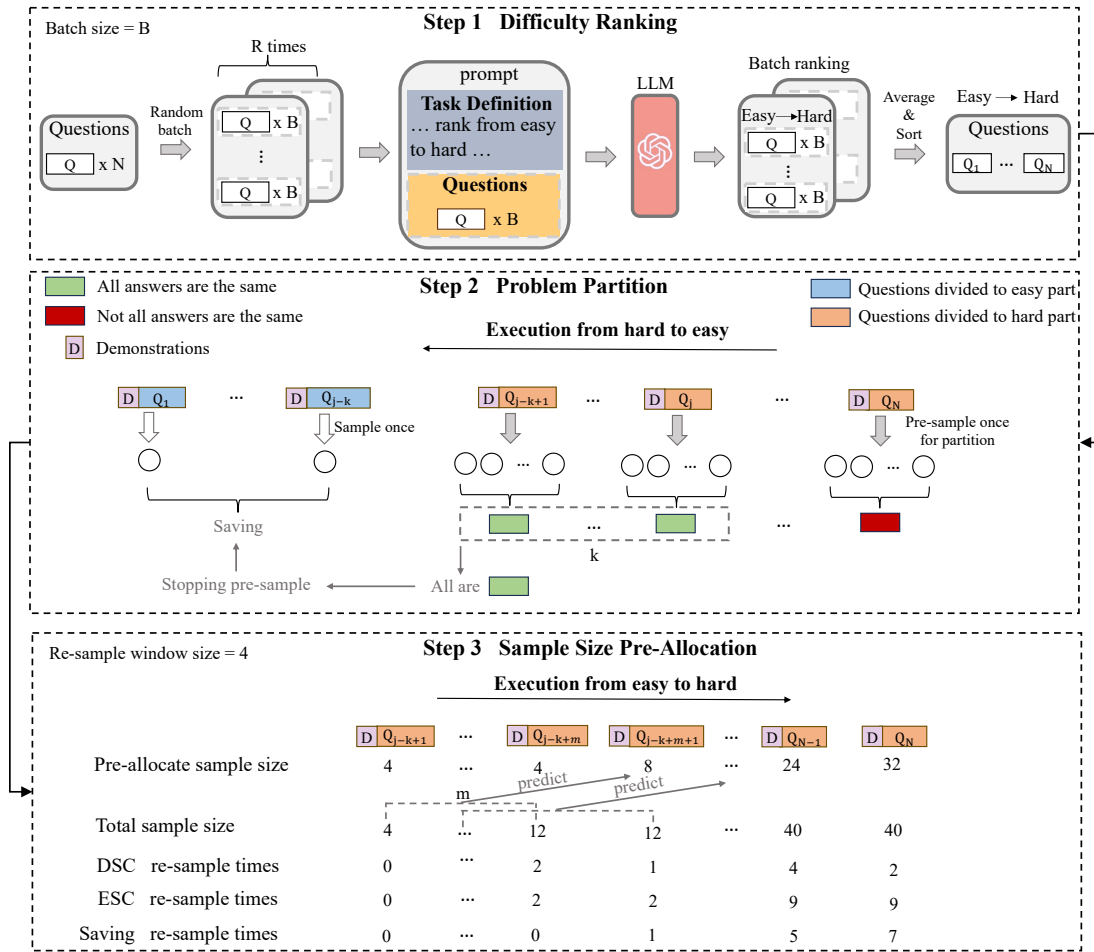 Step 1 Difficulty Ranking
Batch size = B
R times
Questions
Q x N
Random
batch
Q x B
⋮
Q x B
prompt
Task Definition
… rank from easy
to hard …
Questions
Q x B
LLM
Batch ranking
Easy → Hard
Q x B
⋮
Q x B
Average
&
Sort
Easy → Hard
Questions
Q1 ... QN
Step 2 Problem Partition
All answers are the same
Not all answers are the same
D Demonstrations
Questions divided to easy part
Questions divided to hard part
Execution from hard to easy
D Q1 ... D Qj-k D Qj-k+1 ... D Qj ... D QN
Sample once
Pre-sample once
for partition
... ... ...
Saving
... ...
k
Stopping pre-sample
All are
Step 3 Sample Size Pre-Allocation
Re-sample window size = 4
Execution from easy to hard
D Qj-k+1 ... D Qj-k+m D Qj-k+m+1 ... D QN-1 D QN
Pre-allocate sample size 4 ... 4 8 ... 24 32
predict predict
m
Total sample size 4 ... 12 12 ... 40 40
DSC re-sample times 0 ... 2 1 4 2
ESC re-sample times 0 ... 2 2 9 9
Saving re-sample times 0 ... 0 1 5 7